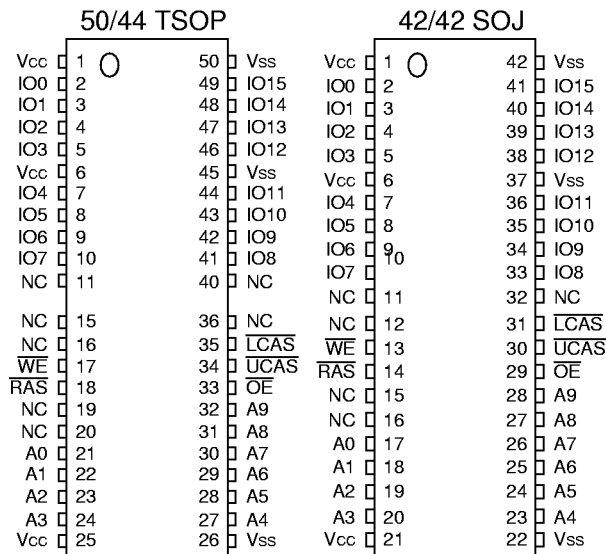 50/44 TSOP
Vcc 1 50 Vss
IO0 2 49 IO15
IO1 3 48 IO14
IO2 4 47 IO13
IO3 5 46 IO12
Vcc 6 45 Vss
IO4 7 44 IO11
IO5 8 43 IO10
IO6 9 42 IO9
IO7 10 41 IO8
NC 11 40 NC
NC 15 36 NC
NC 16 35 LCAS
WE 17 34 UCAS
RAS 18 33 OE
NC 19 32 A9
NC 20 31 A8
A0 21 30 A7
A1 22 29 A6
A2 23 28 A5
A3 24 27 A4
Vcc 25 26 Vss
42/42 SOJ
Vcc 1 42 Vss
IO0 2 41 IO15
IO1 3 40 IO14
IO2 4 39 IO13
IO3 5 38 IO12
Vcc 6 37 Vss
IO4 7 36 IO11
IO5 8 35 IO10
IO6 9 34 IO9
IO7 10 33 IO8
NC 11 32 NC
NC 12 31 LCAS
WE 13 30 UCAS
RAS 14 29 OE
NC 15 28 A9
NC 16 27 A8
A0 17 26 A7
A1 18 25 A6
A2 19 24 A5
A3 20 23 A4
Vcc 21 22 Vss